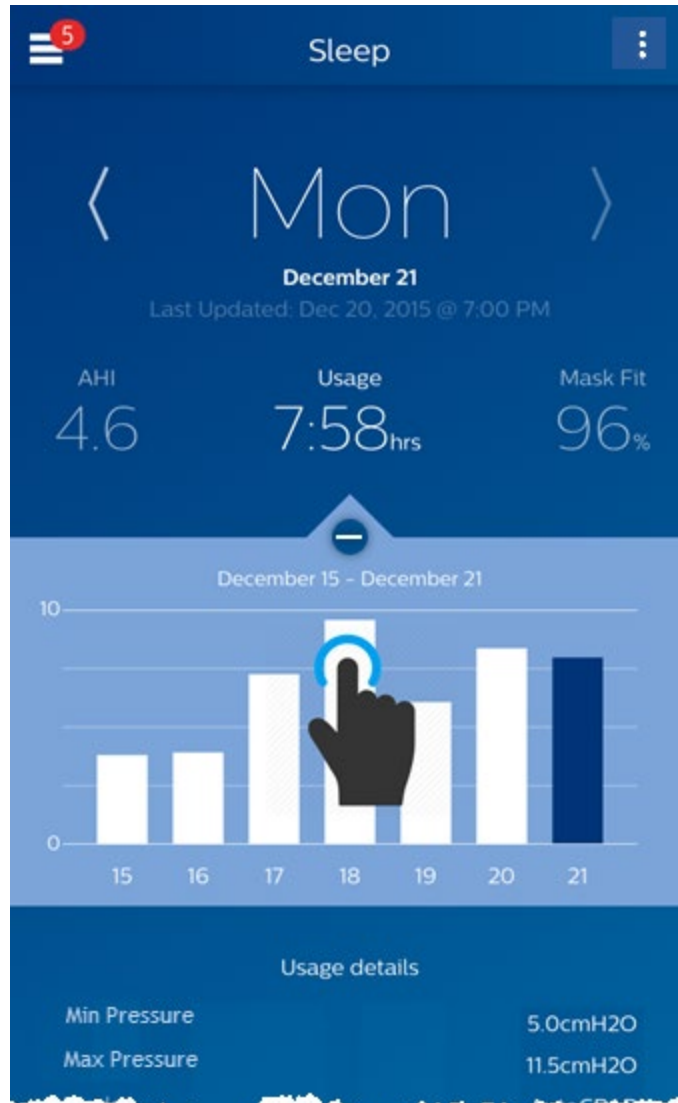 5
Sleep
Mon
December 21
Last Updated: Dec 20, 2015 @ 7:00 PM
AHI Usage Mask Fit
4.6 7:58hrs 96%
December 15 - December 21
10
0
15 16 17 18 19 20 21
Usage details
Min Pressure 5.0cmH2O
Max Pressure 11.5cmH2O